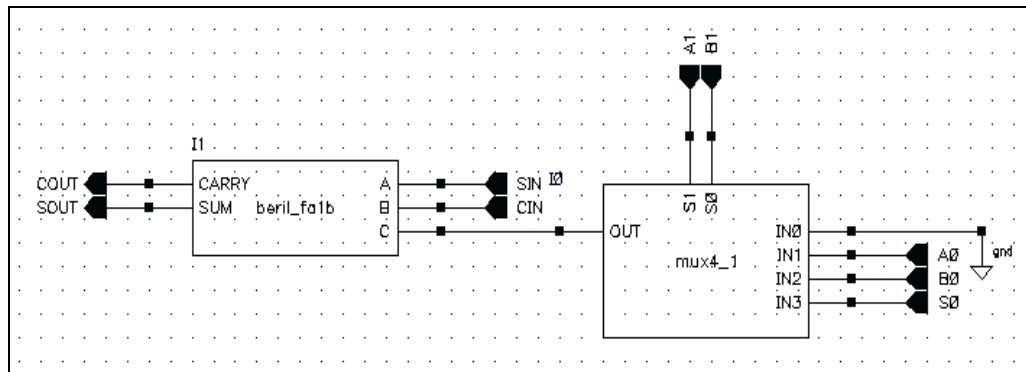 A1
B1
I1
COUT
CARRY
A
SIN
I0
SOUT
SUM
beril_fa1b
B
CIN
C
S1
S0
OUT
IN0
mux4_1
IN1
A0
gnd
IN2
B0
IN3
S0